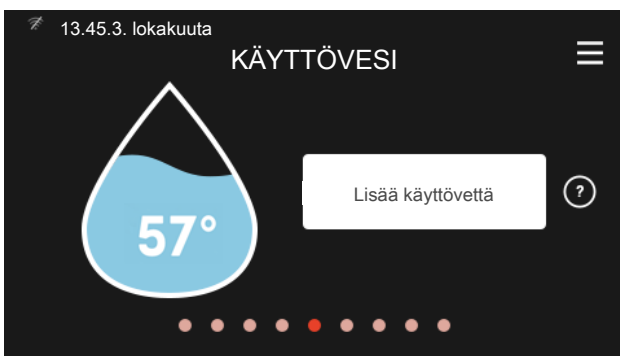 13.45.3. lokakuuta
KÄYTTÖVESI
Lisää käyttövettä
?
57°